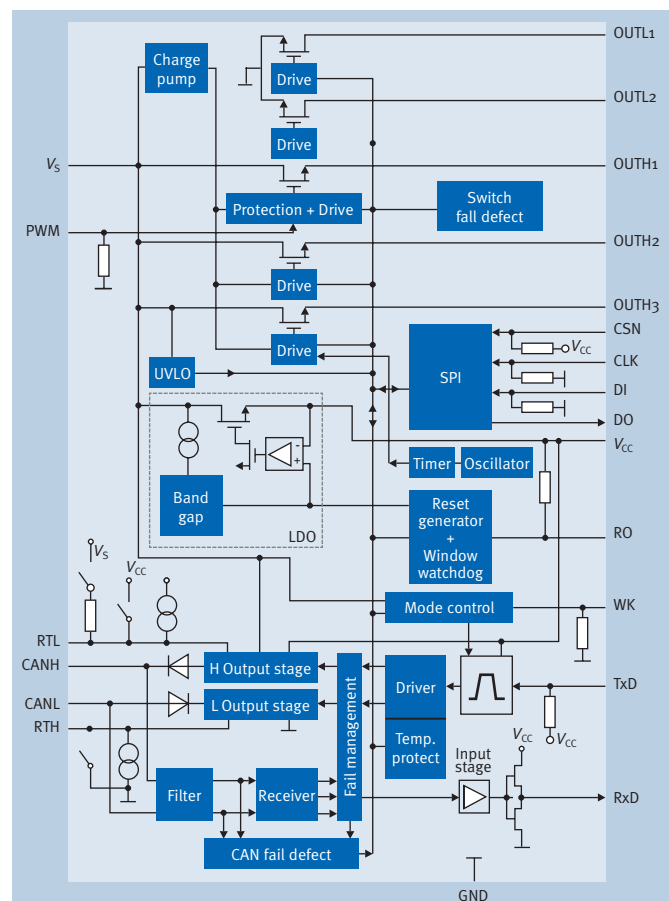 OUTL1
Charge
pump
Drive
OUTL2
Drive
VS
OUTH1
Protection + Drive
Switch
fall defect
PWM
OUTH2
Drive
OUTH3
CSN
Drive
VCC
UVLO
SPI
CLK
DI
DO
VCC
Timer
Oscillator
Band
gap
LDO
Reset
generator
+
Window
watchdog
RO
VS
VCC
Mode control
WK
RTL
CANH
H Output stage
Driver
TxD
CANL
L Output stage
RTH
Fail management
Temp.
protect
VCC
Input
stage
VCC
Filter
Receiver
RxD
CAN fail defect
GND